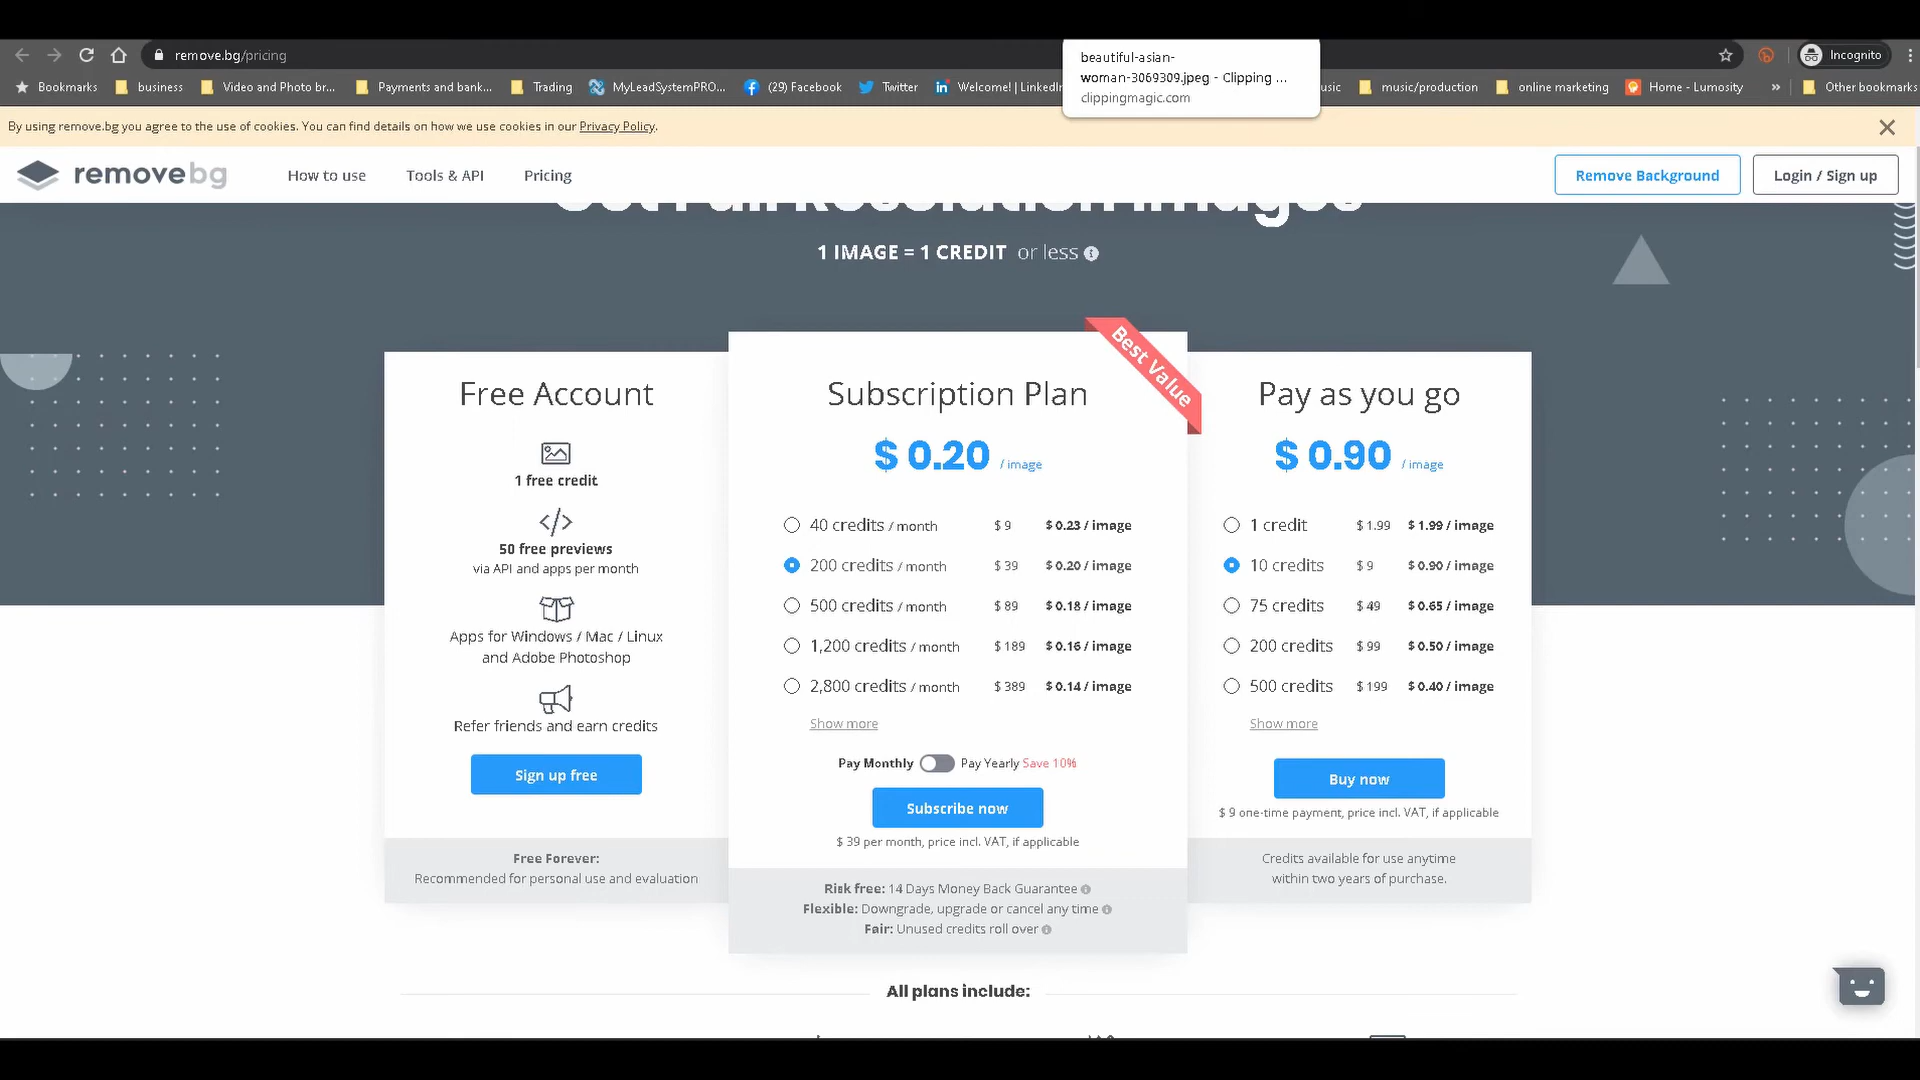 beautiful-asian-
woman-3069309.jpeg - Clipping ...
clippingmagic.com
remove.bg/pricing
Incognito
Bookmarks
business
Video and Photo br...
Payments and bank...
Trading
MyLeadSystemPRO...
(29) Facebook
Twitter
Welcome! | LinkedIn
usic
music/production
online marketing
Home - Lumosity
»
Other bookmarks
By using remove.bg you agree to the use of cookies. You can find details on how we use cookies in our Privacy Policy.
removebg
How to use
Tools & API
Pricing
Remove Background
Login / Sign up
Get Full Resolution Images
1 IMAGE = 1 CREDIT or less
Best Value
Free Account
1 free credit
</>
50 free previews
via API and apps per month
Apps for Windows / Mac / Linux
and Adobe Photoshop
Refer friends and earn credits
Sign up free
Free Forever:
Recommended for personal use and evaluation
Subscription Plan
$ 0.20 / image
40 credits / month $ 9 $ 0.23 / image
200 credits / month $ 39 $ 0.20 / image
500 credits / month $ 89 $ 0.18 / image
1,200 credits / month $ 189 $ 0.16 / image
2,800 credits / month $ 389 $ 0.14 / image
Show more
Pay Monthly Pay Yearly Save 10%
Subscribe now
$ 39 per month, price incl. VAT, if applicable
Risk free: 14 Days Money Back Guarantee
Flexible: Downgrade, upgrade or cancel any time
Fair: Unused credits roll over
Pay as you go
$ 0.90 / image
1 credit $ 1.99 $ 1.99 / image
10 credits $ 9 $ 0.90 / image
75 credits $ 49 $ 0.65 / image
200 credits $ 99 $ 0.50 / image
500 credits $ 199 $ 0.40 / image
Show more
Buy now
$ 9 one-time payment, price incl. VAT, if applicable
Credits available for use anytime
within two years of purchase.
All plans include: